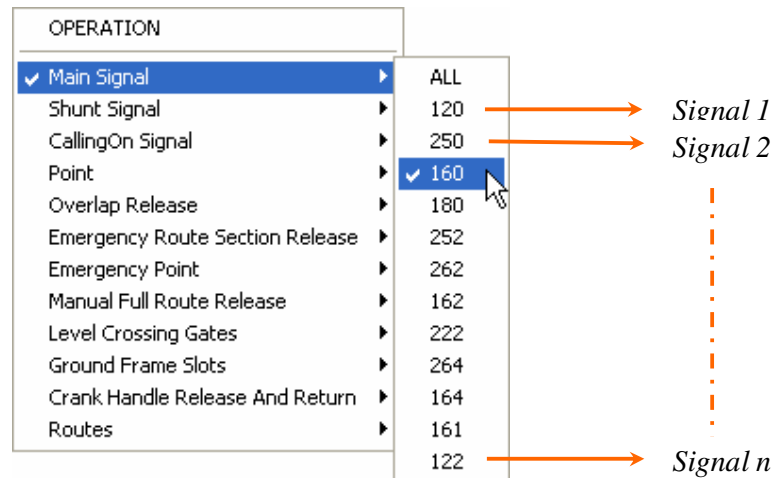 OPERATION
Main Signal
Shunt Signal
CallingOn Signal
Point
Overlap Release
Emergency Route Section Release
Emergency Point
Manual Full Route Release
Level Crossing Gates
Ground Frame Slots
Crank Handle Release And Return
Routes
ALL
120
250
160
180
252
262
162
222
264
164
161
122
Signal 1
Signal 2
Signal n